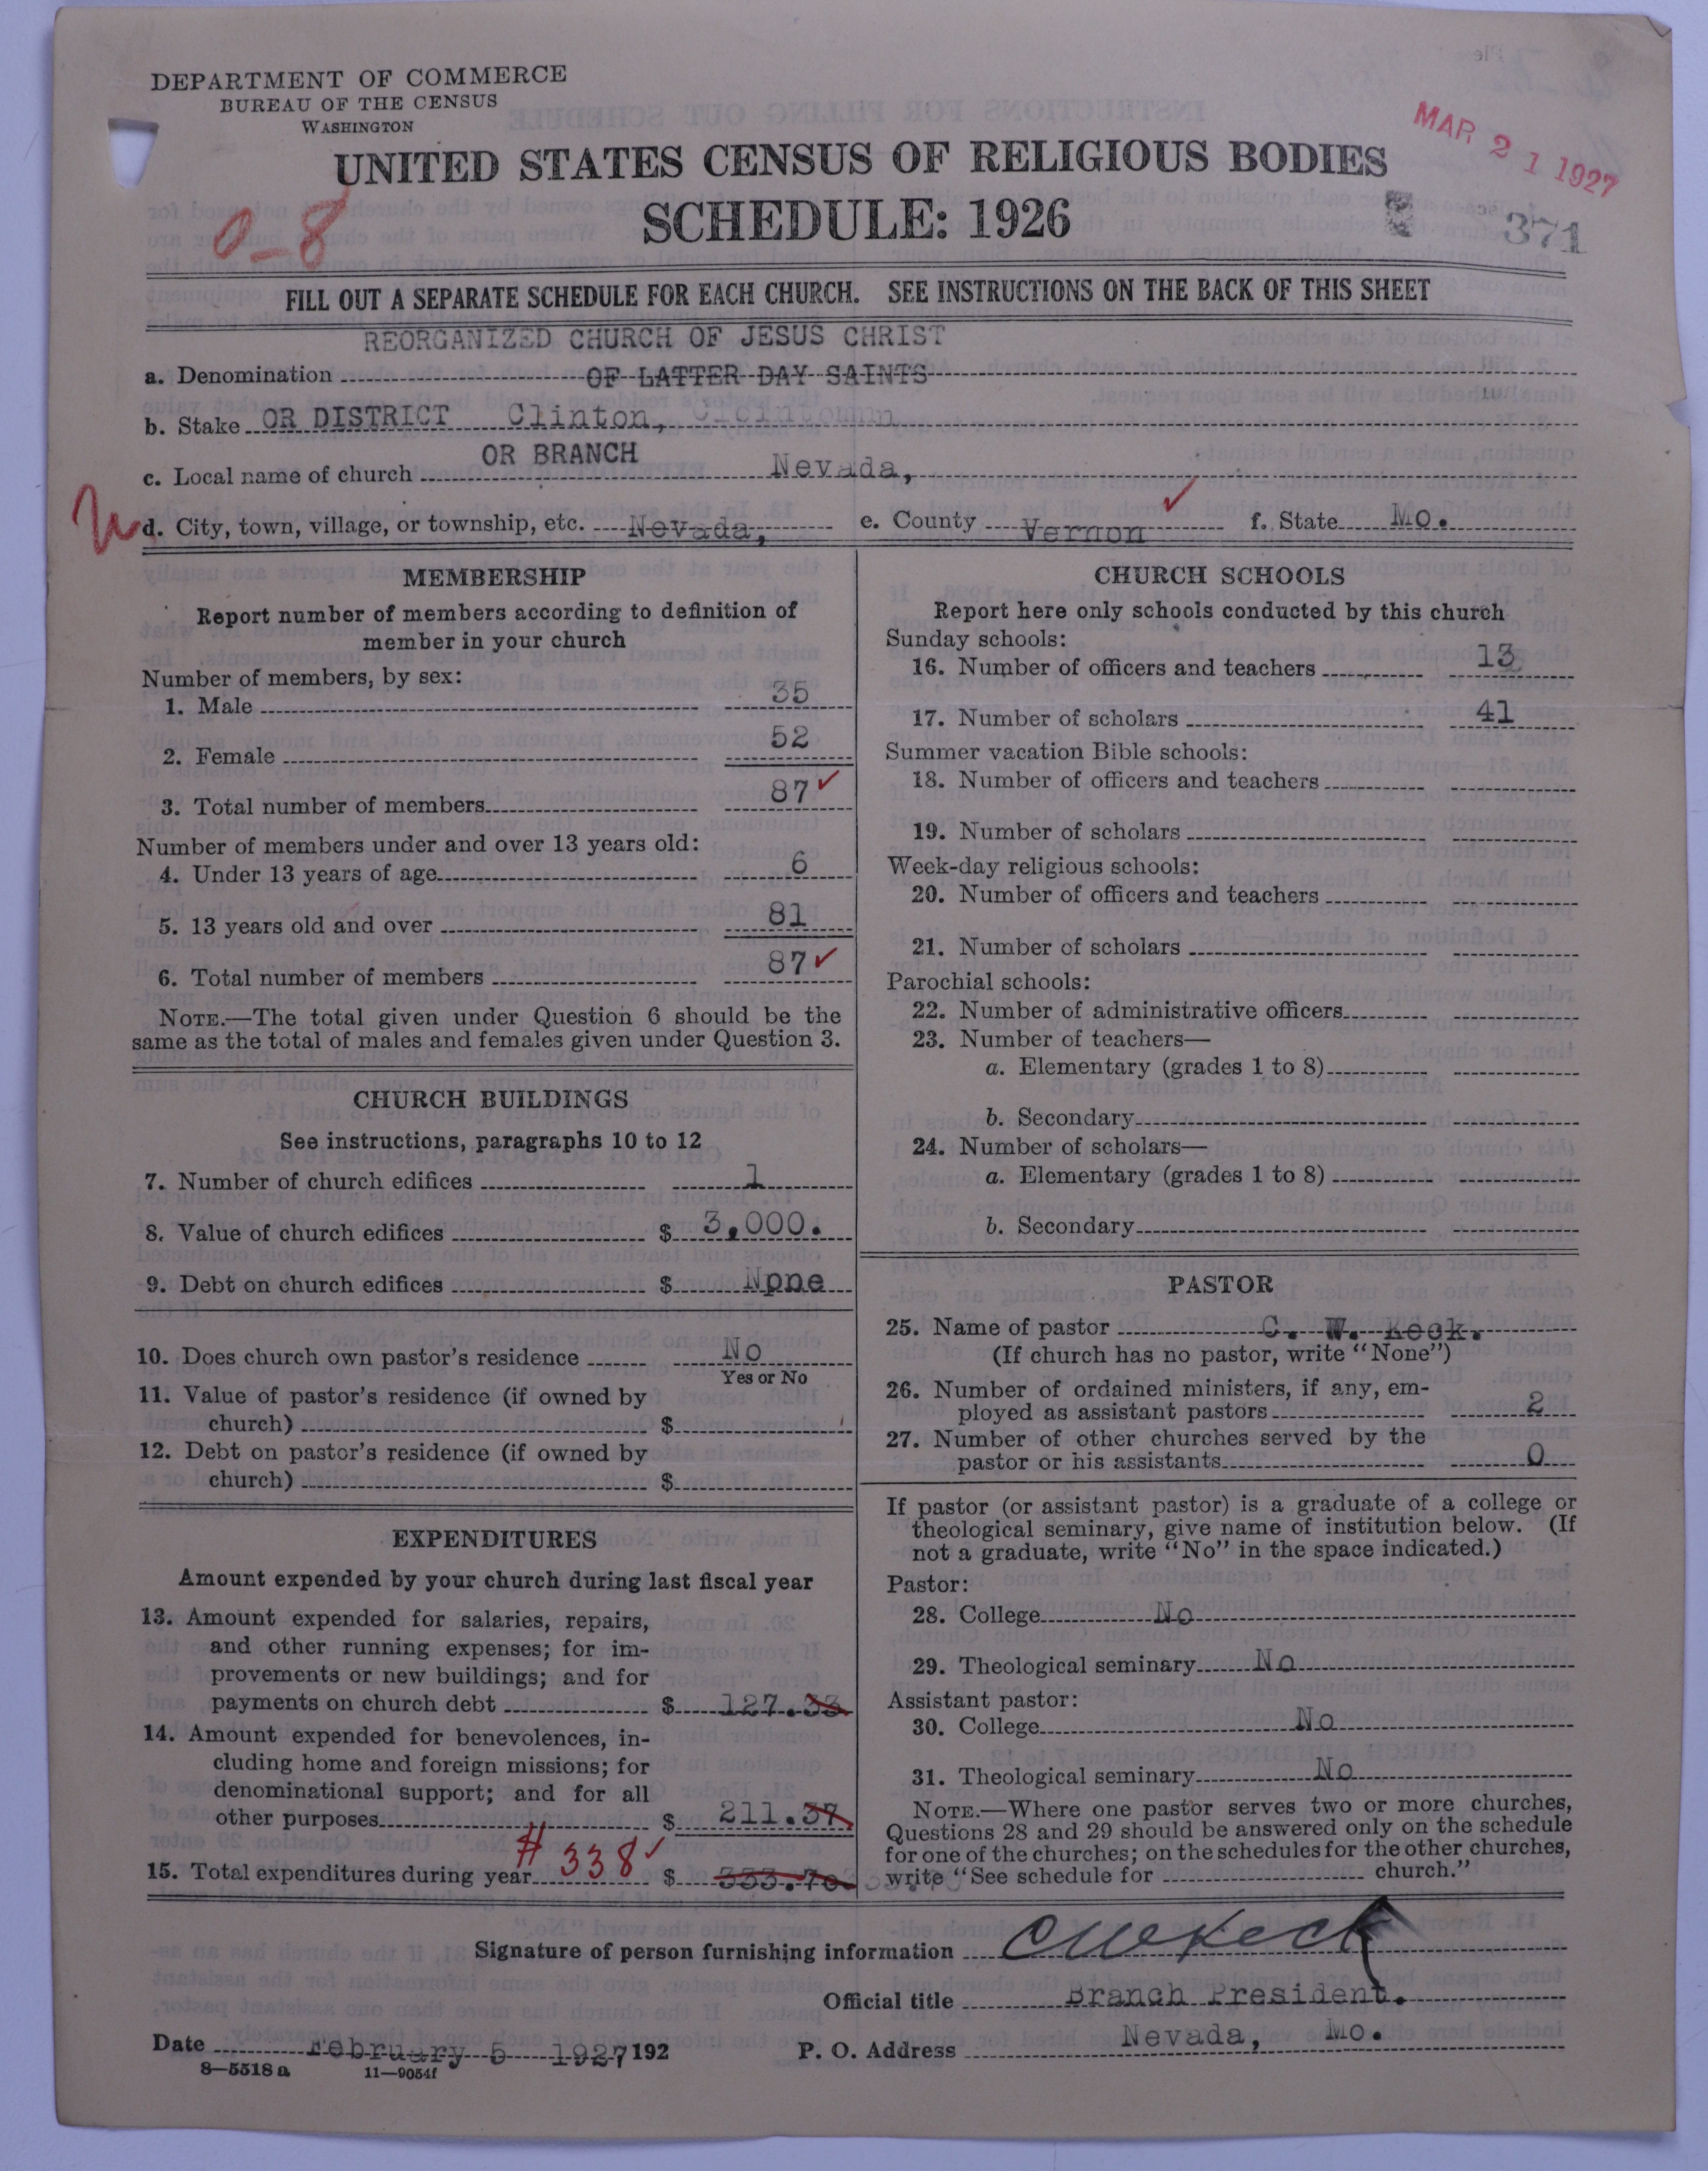 DEPARTMENT OF COMMERCE
BUREAU OF THE CENSUS
WASHINGTON
MAR 21 1927
UNITED STATES CENSUS OF RELIGIOUS BODIES
0-8
SCHEDULE: 1926
371
FILL OUT A SEPARATE SCHEDULE FOR EACH CHURCH. SEE INSTRUCTIONS ON THE BACK OF THIS SHEET
REORGANIZED CHURCH OF JESUS CHRIST
a. Denomination OF LATTER DAY SAINTS
b. Stake OR DISTRICT Clinton,
OR BRANCH
c. Local name of church Nevada,
d. City, town, village, or township, etc. Nevada, e. County Vernon f. State Mo.
MEMBERSHIP
Report number of members according to definition of
member in your church
Number of members, by sex:
1. Male 35
2. Female 52
3. Total number of members 87 ✓
Number of members under and over 13 years old:
4. Under 13 years of age 6
5. 13 years old and over 81
6. Total number of members 87 ✓
NOTE.—The total given under Question 6 should be the
same as the total of males and females given under Question 3.
CHURCH BUILDINGS
See instructions, paragraphs 10 to 12
7. Number of church edifices 1
8. Value of church edifices $ 3,000.
9. Debt on church edifices $ None
10. Does church own pastor's residence No
Yes or No
11. Value of pastor's residence (if owned by
church) $
12. Debt on pastor's residence (if owned by
church) $
EXPENDITURES
Amount expended by your church during last fiscal year
13. Amount expended for salaries, repairs,
and other running expenses; for im-
provements or new buildings; and for
payments on church debt $ 127.33
14. Amount expended for benevolences, in-
cluding home and foreign missions; for
denominational support; and for all
other purposes $ 211.37
15. Total expenditures during year # 338 ✓ $ 333.70
CHURCH SCHOOLS
Report here only schools conducted by this church
Sunday schools:
16. Number of officers and teachers 13
17. Number of scholars 41
Summer vacation Bible schools:
18. Number of officers and teachers
19. Number of scholars
Week-day religious schools:
20. Number of officers and teachers
21. Number of scholars
Parochial schools:
22. Number of administrative officers
23. Number of teachers—
a. Elementary (grades 1 to 8)
b. Secondary
24. Number of scholars—
a. Elementary (grades 1 to 8)
b. Secondary
PASTOR
25. Name of pastor C. W. Keck.
(If church has no pastor, write "None")
26. Number of ordained ministers, if any, em-
ployed as assistant pastors 2
27. Number of other churches served by the
pastor or his assistants 0
If pastor (or assistant pastor) is a graduate of a college or
theological seminary, give name of institution below. (If
not a graduate, write "No" in the space indicated.)
Pastor:
28. College No
29. Theological seminary No
Assistant pastor:
30. College No
31. Theological seminary No
NOTE.—Where one pastor serves two or more churches,
Questions 28 and 29 should be answered only on the schedule
for one of the churches; on the schedules for the other churches,
write "See schedule for church."
Signature of person furnishing information C W Keck
Official title Branch President.
Date February 5 1927 192 P. O. Address Nevada, Mo.
8—5518 a 11—9054f